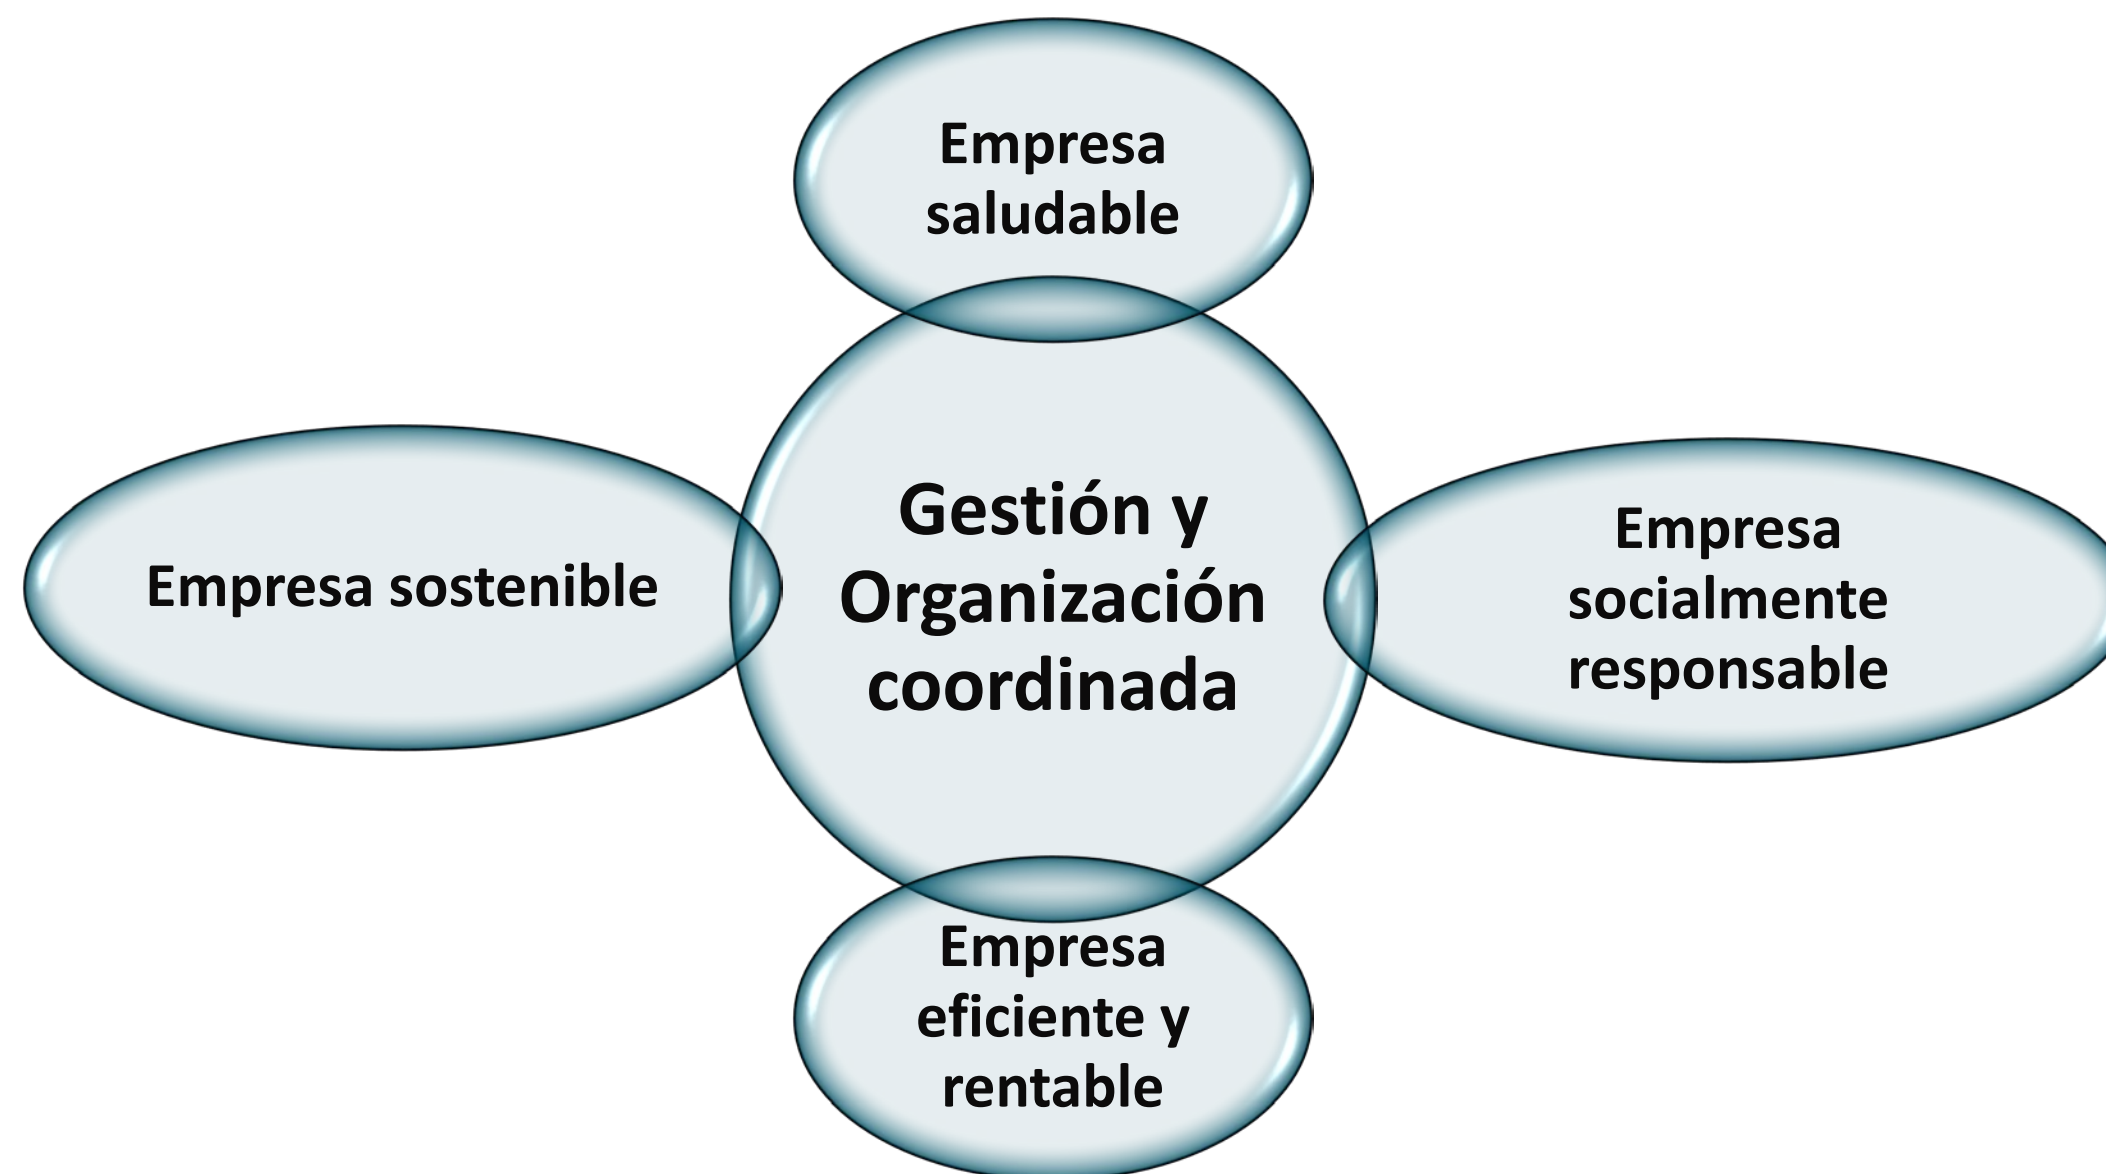 Empresa
saludable
Empresa sostenible
Gestión y
Organización
coordinada
Empresa
socialmente
responsable
Empresa
eficiente y
rentable